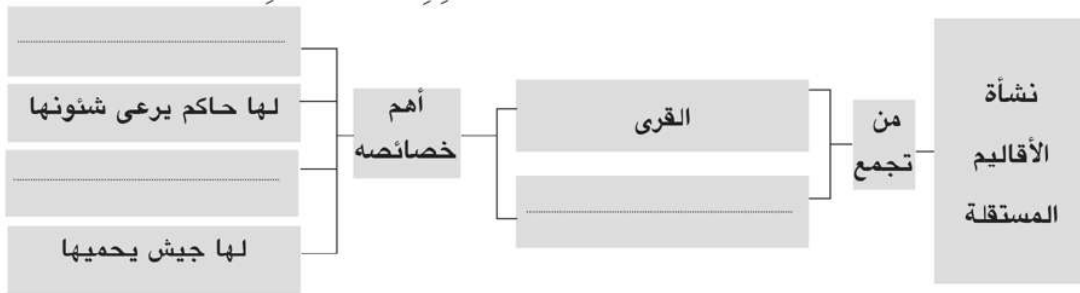 نشأة
الأقاليم
المستقلة
من
تجمع
القرى
أهم
خصائصه
لها حاكم يرعى شئونها
لها جيش يحميها